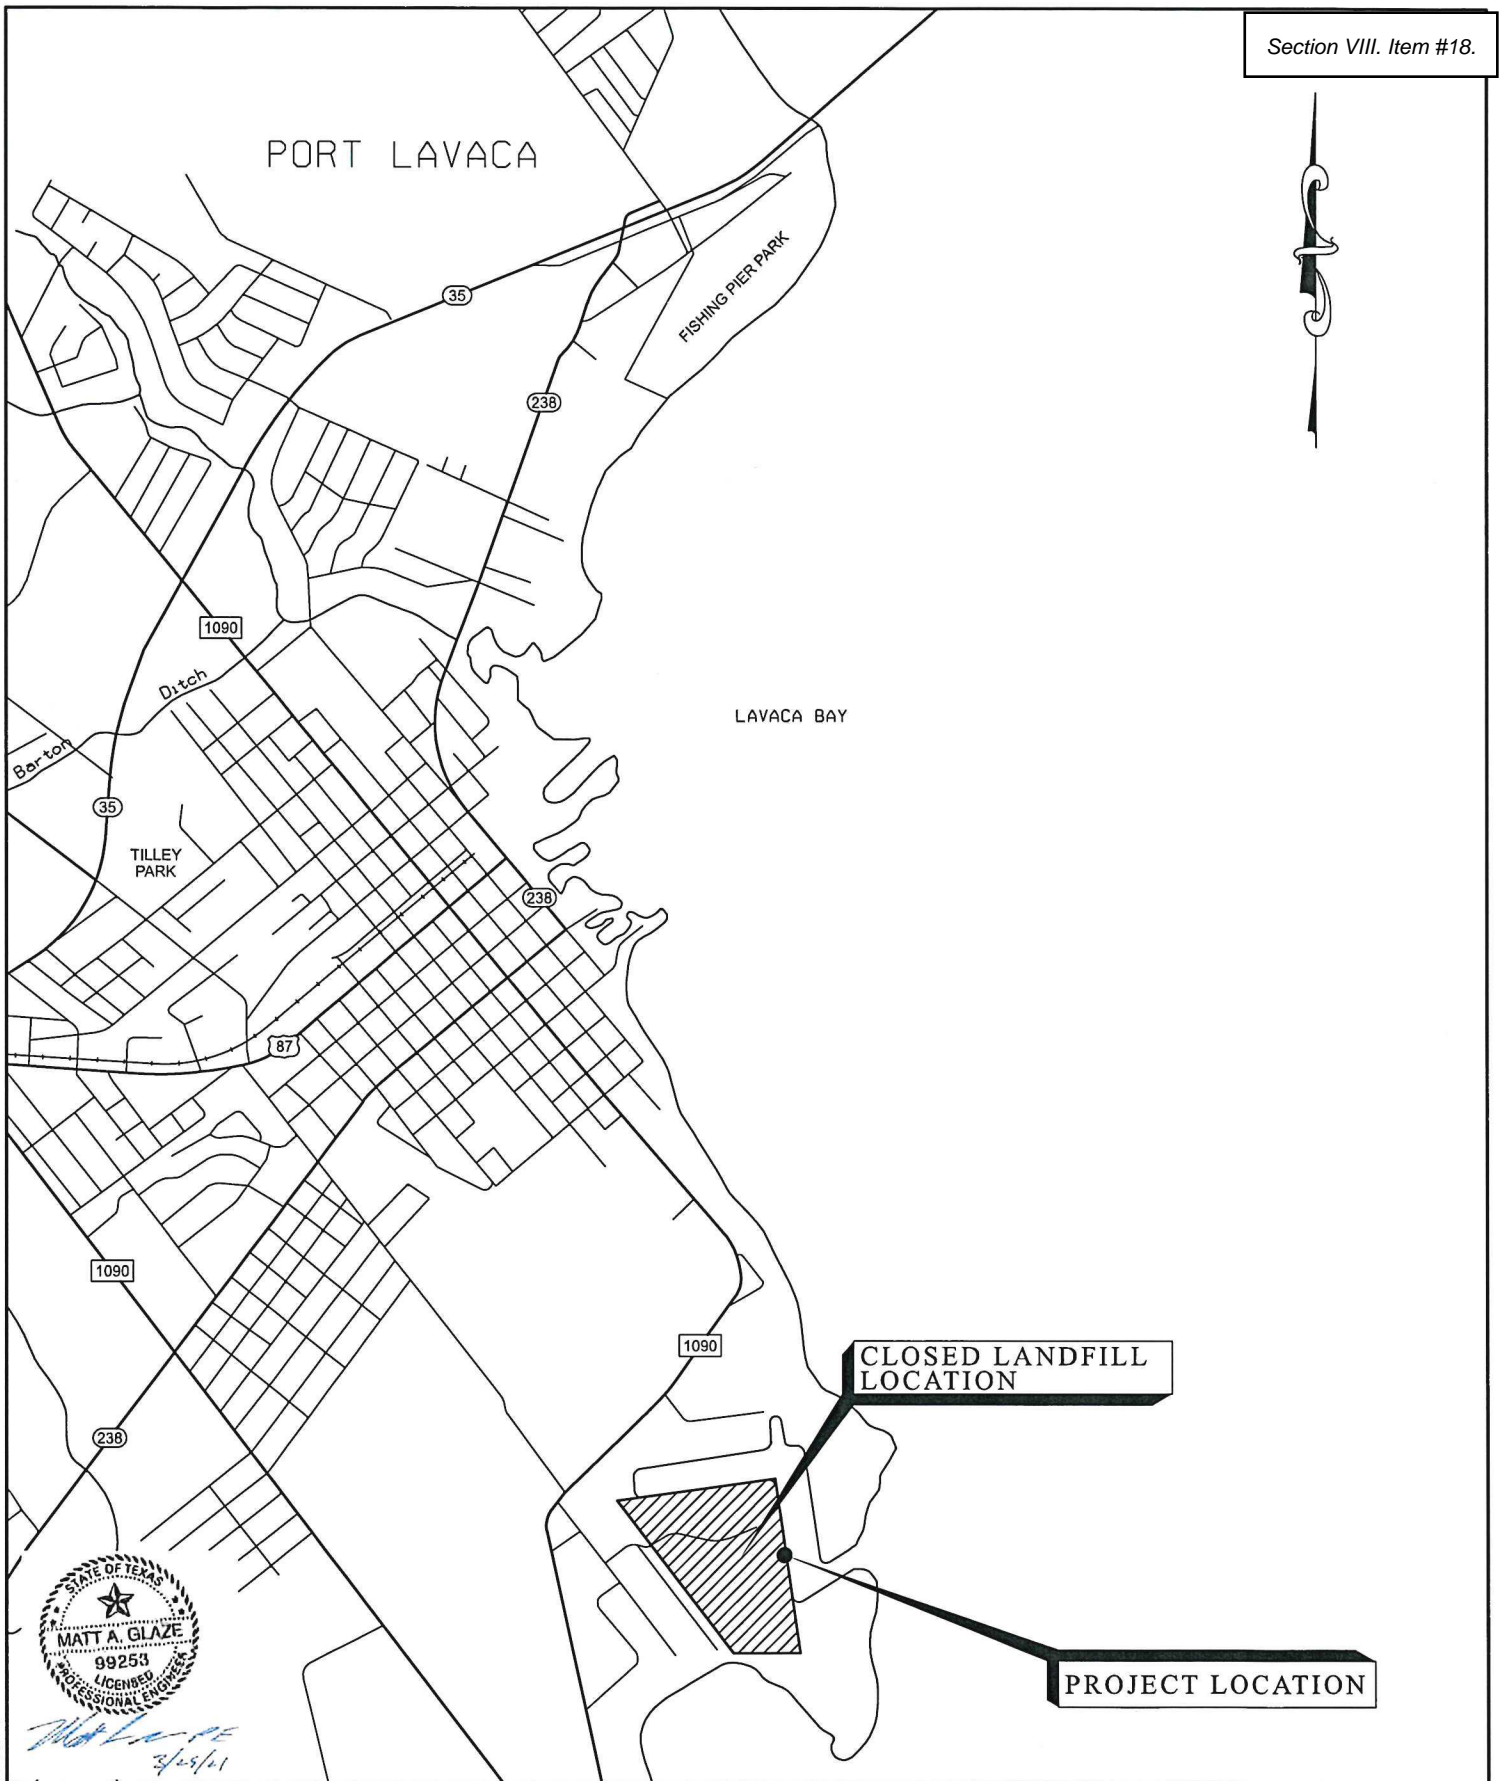 Section VIII. Item #18.
PORT LAVACA
FISHING PIER PARK
35
238
1090
Ditch
LAVACA BAY
Barton
35
TILLEY
PARK
238
87
1090
1090
CLOSED LANDFILL
LOCATION
238
STATE OF TEXAS
MATT A. GLAZE
99253
LICENSED
PROFESSIONAL ENGINEER
PROJECT LOCATION
PE